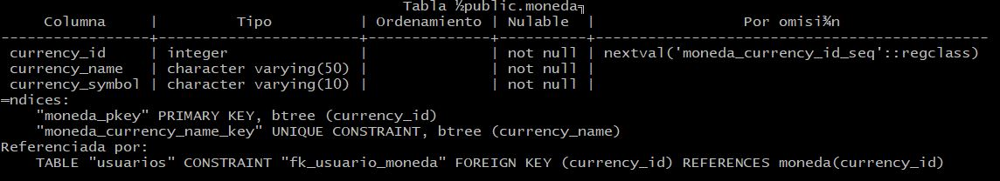 Tabla ½public.moneda╗
Columna | Tipo | Ordenamiento | Nulable | Por omisi¾n
-----------------+-----------------------+--------------+----------+---------------------------------------------
currency_id | integer | | not null | nextval('moneda_currency_id_seq'::regclass)
currency_name | character varying(50) | | not null |
currency_symbol | character varying(10) | | not null |
═ndices:
"moneda_pkey" PRIMARY KEY, btree (currency_id)
"moneda_currency_name_key" UNIQUE CONSTRAINT, btree (currency_name)
Referenciada por:
TABLE "usuarios" CONSTRAINT "fk_usuario_moneda" FOREIGN KEY (currency_id) REFERENCES moneda(currency_id)